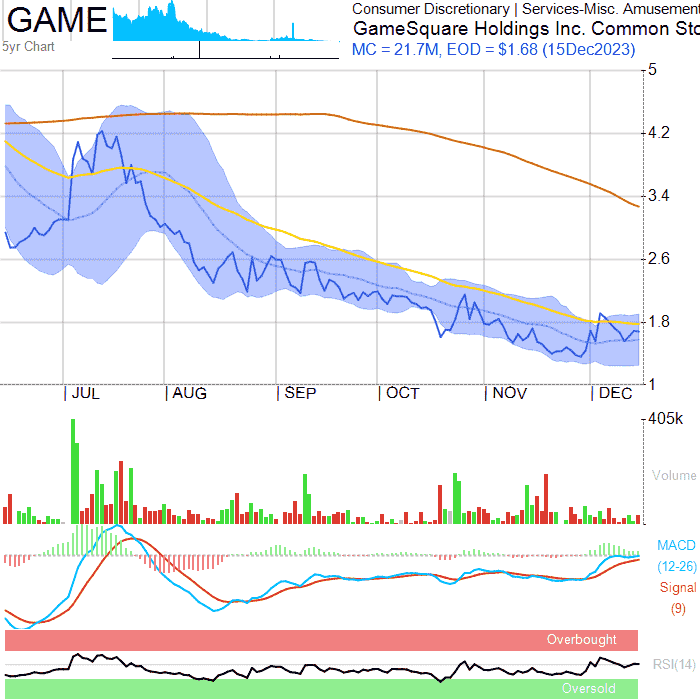 GAME
5yr Chart
Consumer Discretionary | Services-Misc. Amusement
GameSquare Holdings Inc. Common Sto
MC = 21.7M, EOD = $1.68 (15Dec2023)
5
4.2
3.4
2.6
1.8
1
JUL AUG SEP OCT NOV DEC
405k
Volume
MACD
(12-26)
Signal
(9)
Overbought
RSI(14)
Oversold